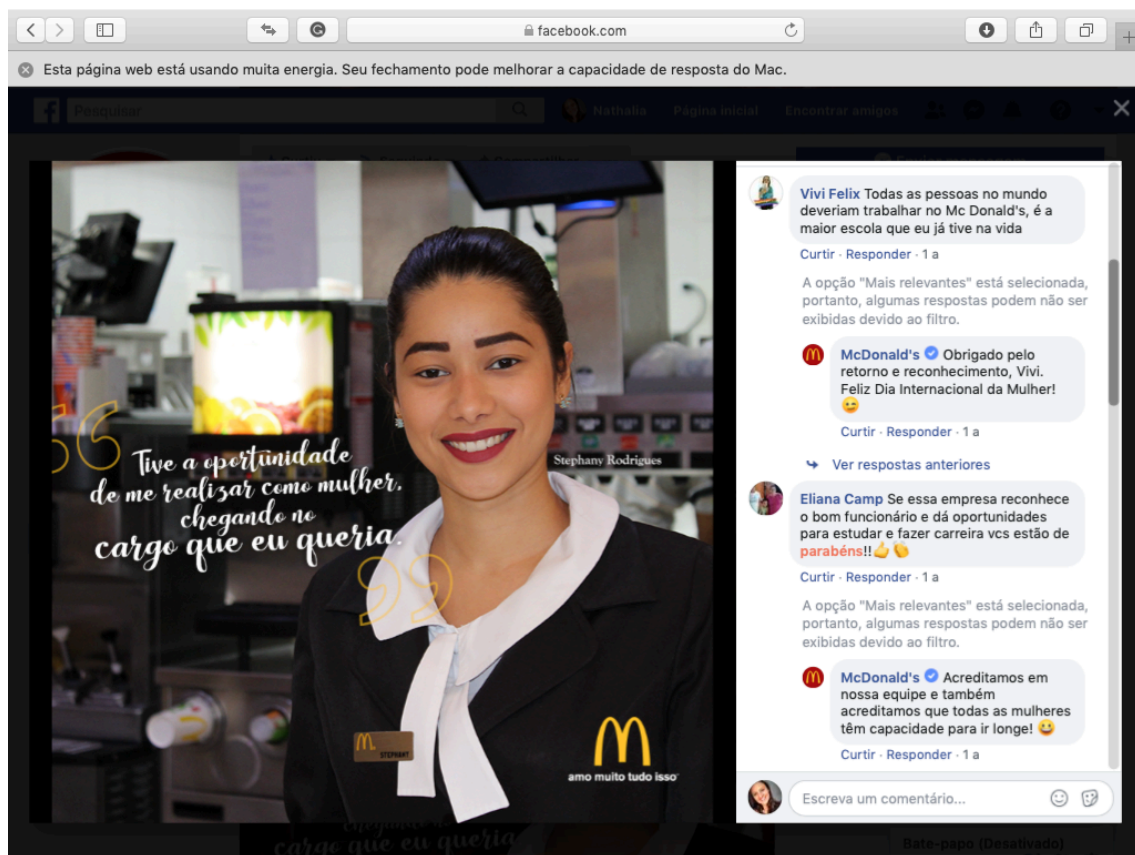 facebook.com
Esta página web está usando muita energia. Seu fechamento pode melhorar a capacidade de resposta do Mac.
Pesquisar
Nathalia
Página inicial
Encontrar amigos
“
Tive a oportunidade
de me realizar como mulher,
chegando no
cargo que eu queria.
”
Stephany Rodrigues
STEPHANY
amo muito tudo isso
Vivi Felix Todas as pessoas no mundo
deveriam trabalhar no Mc Donald's, é a
maior escola que eu já tive na vida
Curtir · Responder · 1 a
A opção "Mais relevantes" está selecionada,
portanto, algumas respostas podem não ser
exibidas devido ao filtro.
McDonald's Obrigado pelo
retorno e reconhecimento, Vivi.
Feliz Dia Internacional da Mulher!
😉
Curtir · Responder · 1 a
Ver respostas anteriores
Eliana Camp Se essa empresa reconhece
o bom funcionário e dá oportunidades
para estudar e fazer carreira vcs estão de
parabéns!!👍👏
Curtir · Responder · 1 a
A opção "Mais relevantes" está selecionada,
portanto, algumas respostas podem não ser
exibidas devido ao filtro.
McDonald's Acreditamos em
nossa equipe e também
acreditamos que todas as mulheres
têm capacidade para ir longe! 😀
Curtir · Responder · 1 a
Escreva um comentário...
cargo que eu queria
Bate-papo (Desativado)